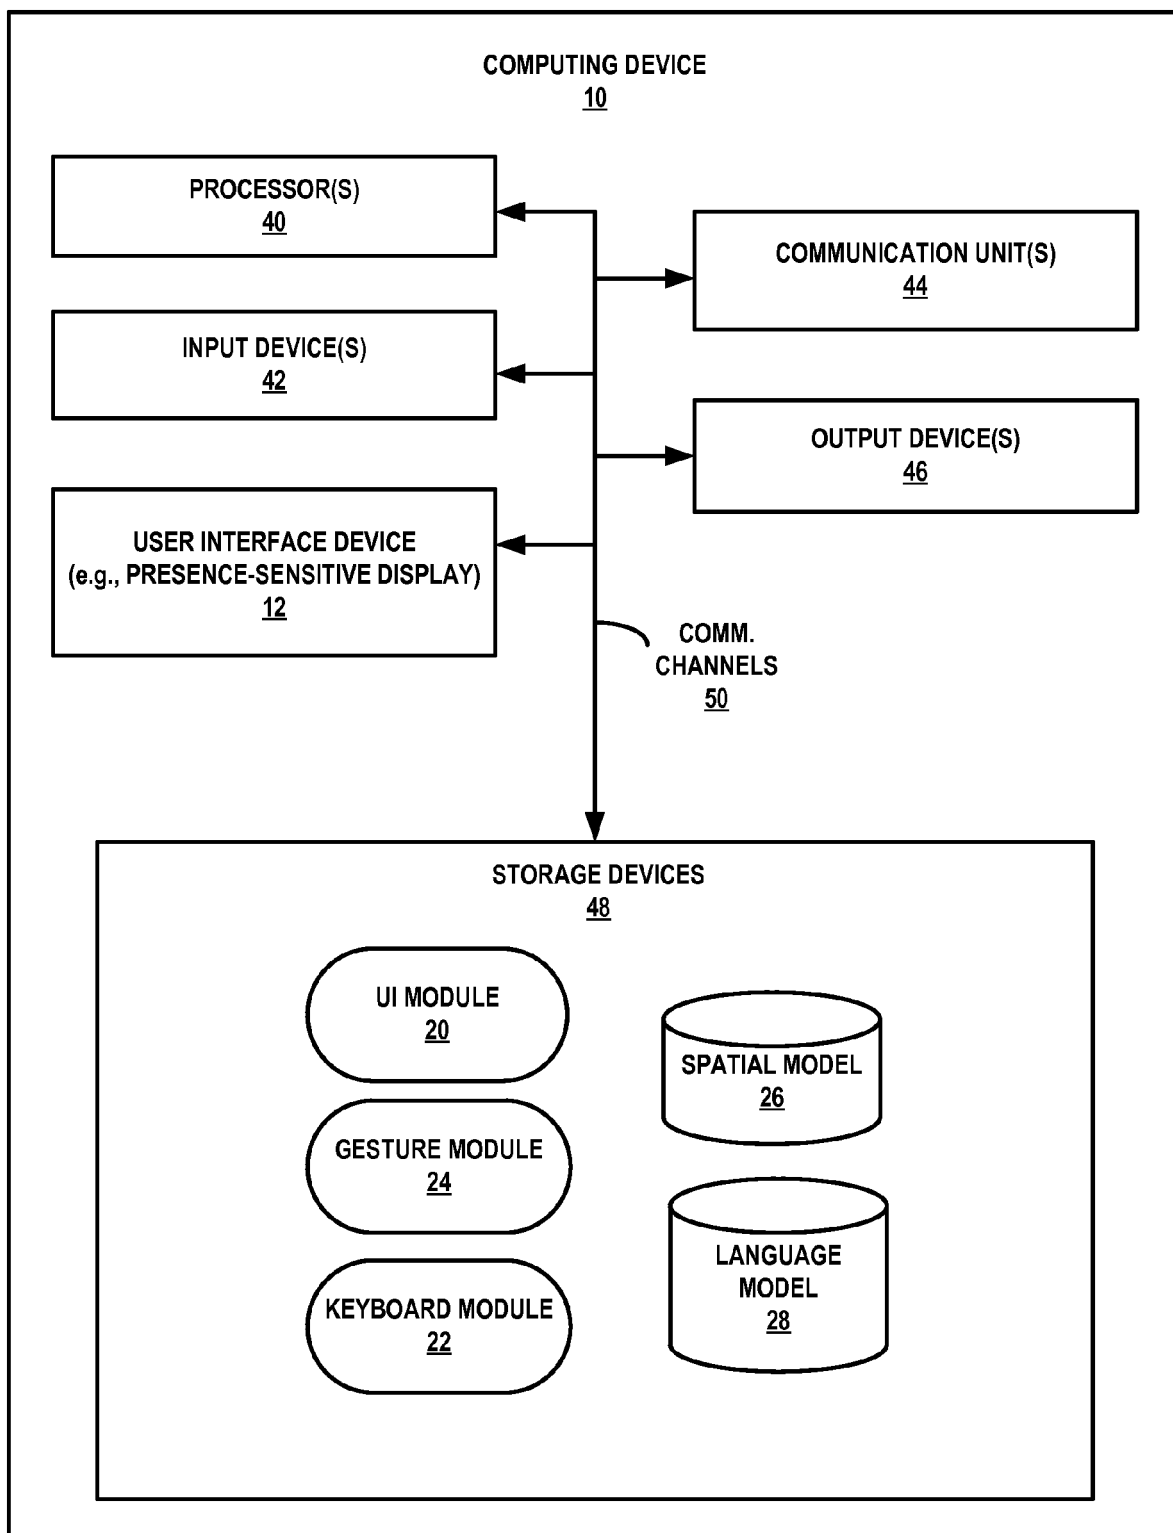 COMPUTING DEVICE
10
PROCESSOR(S)
40
COMMUNICATION UNIT(S)
44
INPUT DEVICE(S)
42
OUTPUT DEVICE(S)
46
USER INTERFACE DEVICE
(e.g., PRESENCE-SENSITIVE DISPLAY)
12
COMM.
CHANNELS
50
STORAGE DEVICES
48
UI MODULE
20
SPATIAL MODEL
26
GESTURE MODULE
24
LANGUAGE
MODEL
28
KEYBOARD MODULE
22